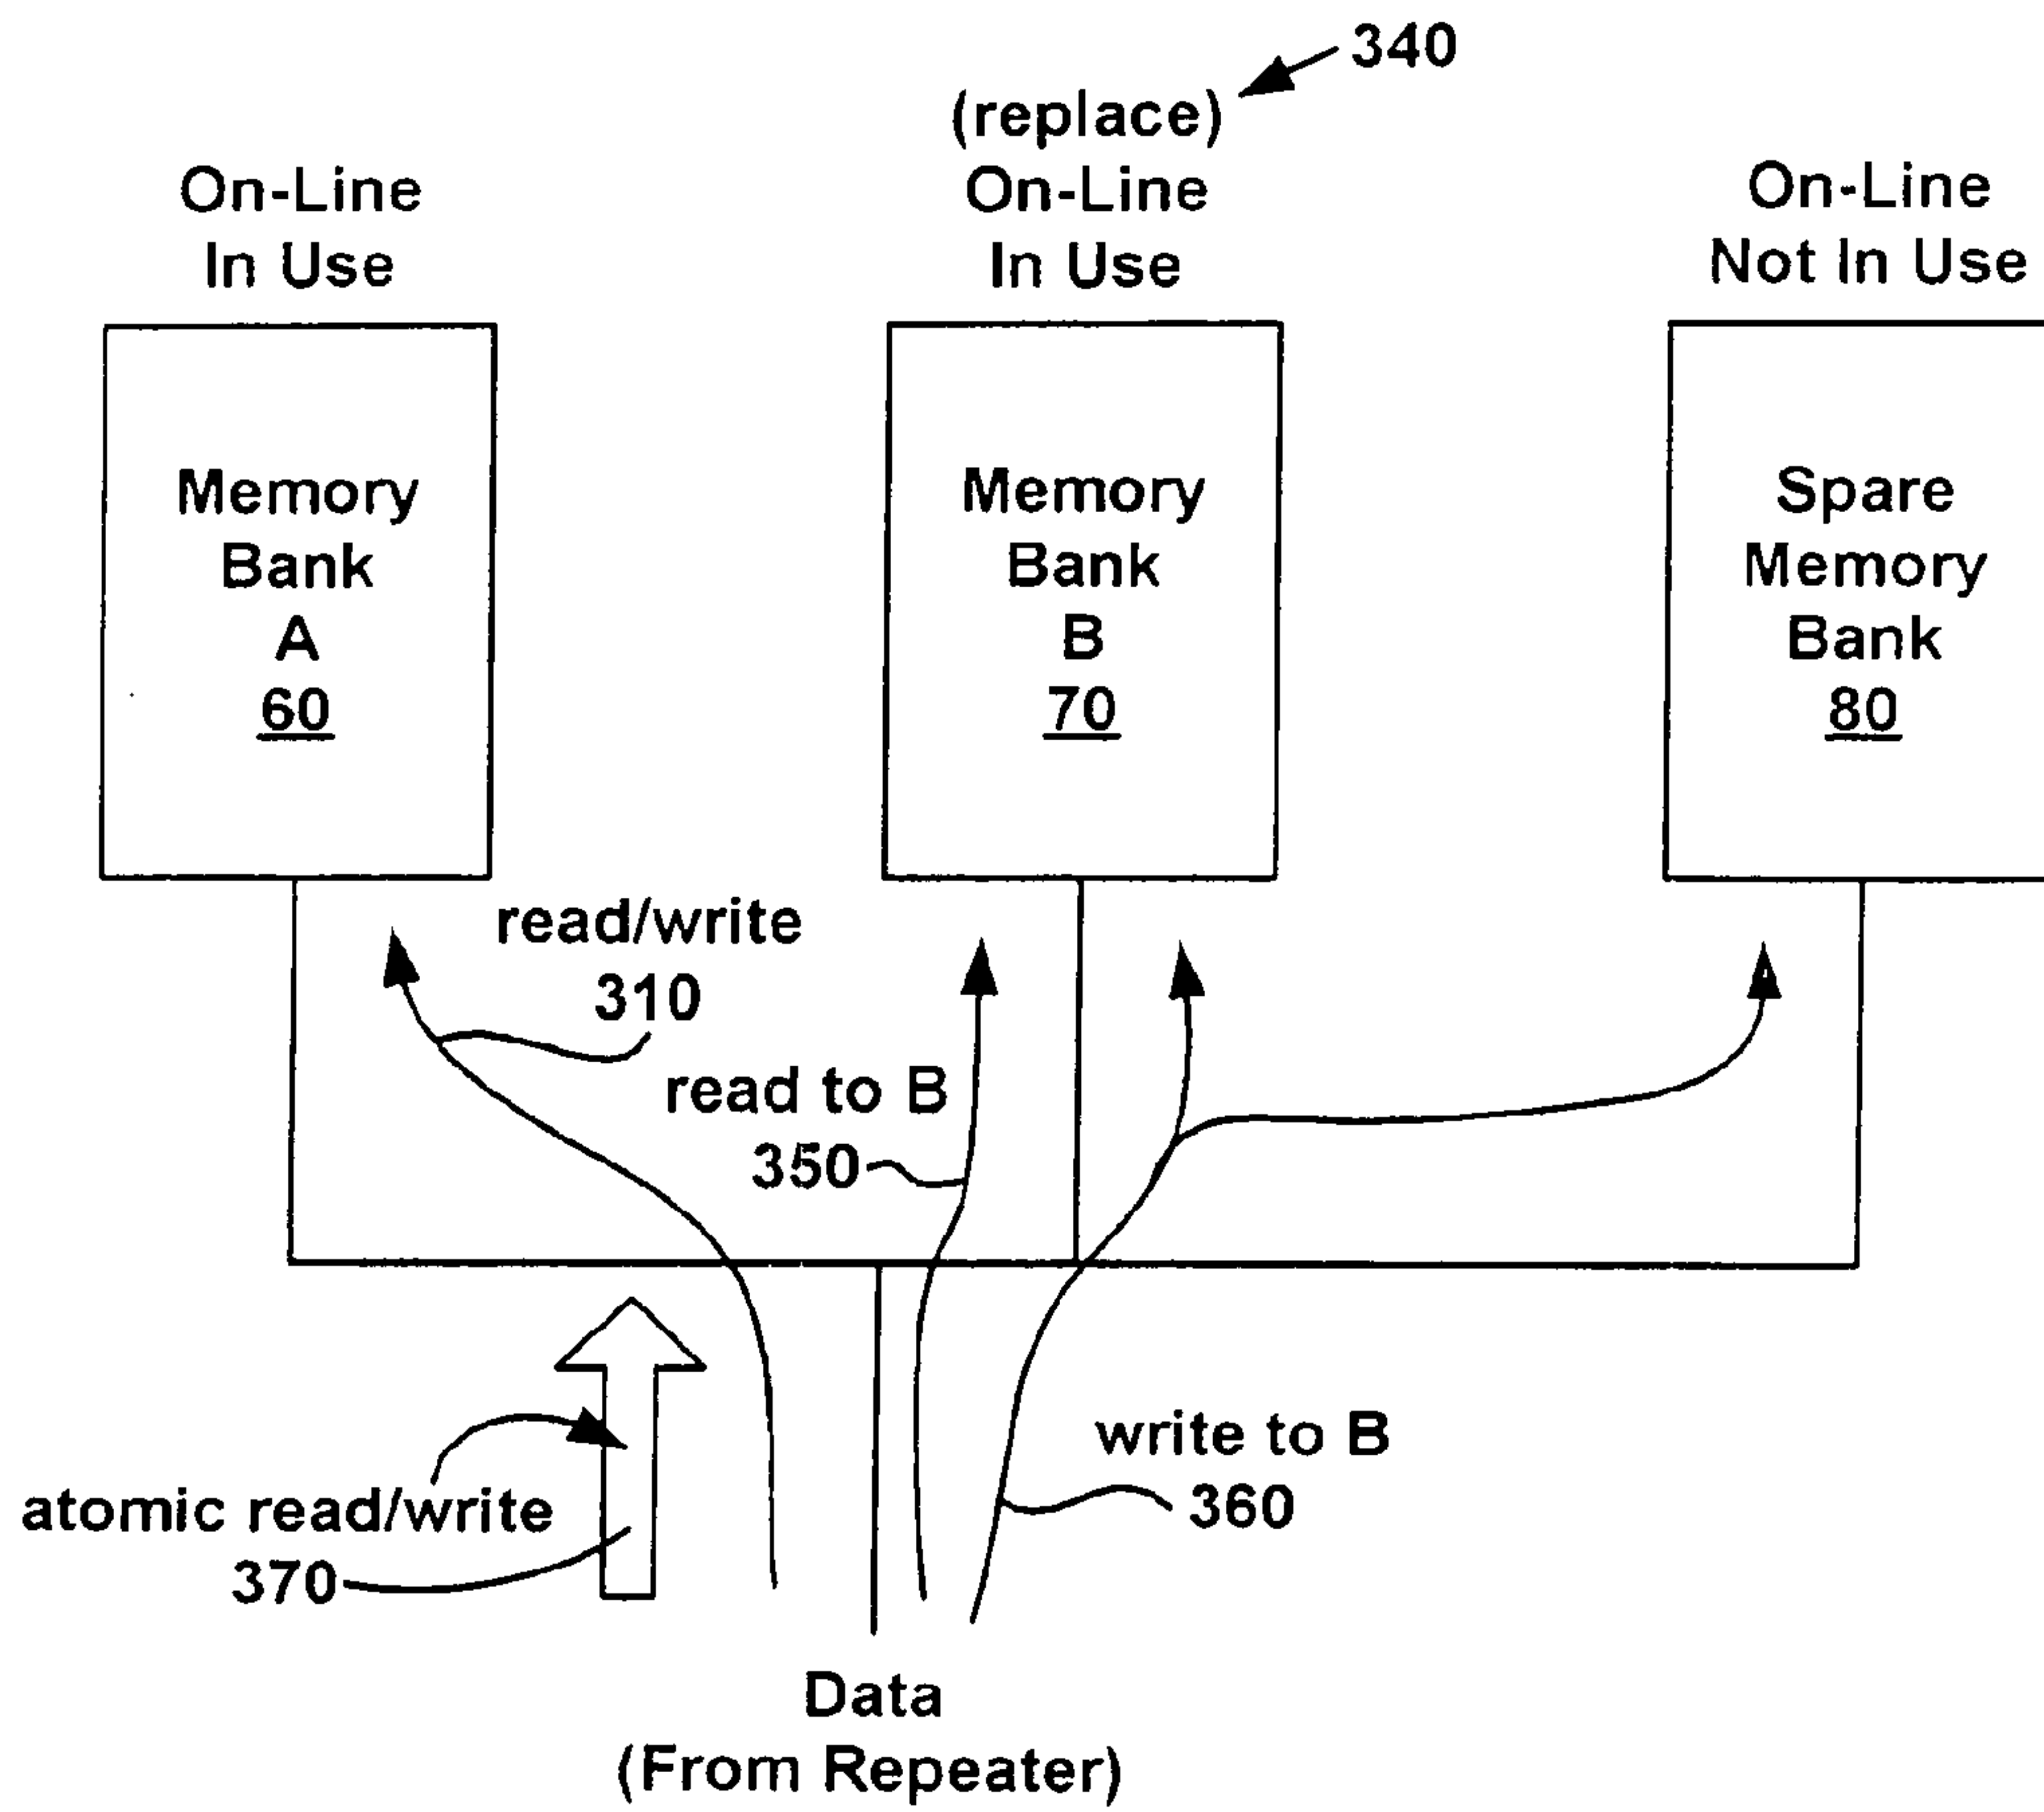 340
(replace)
On-Line
In Use
On-Line
In Use
On-Line
Not In Use
Memory
Bank
A
60
Memory
Bank
B
70
Spare
Memory
Bank
80
read/write
310
read to B
350
write to B
360
atomic read/write
370
Data
(From Repeater)